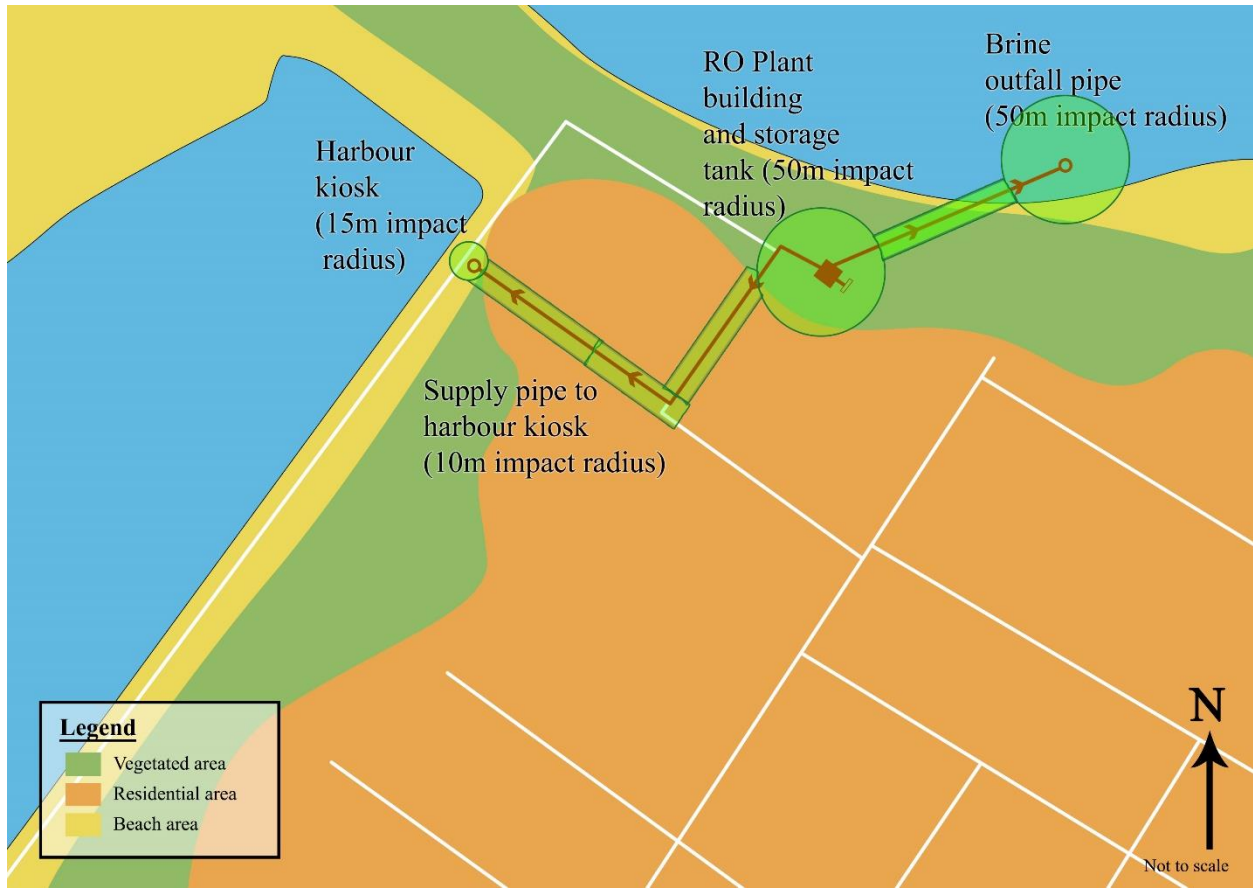 Brine
outfall pipe
(50m impact radius)
RO Plant
building
and storage
tank (50m impact
radius)
Harbour
kiosk
(15m impact
radius)
Supply pipe to
harbour kiosk
(10m impact radius)
Legend
Vegetated area
Residential area
Beach area
N
Not to scale